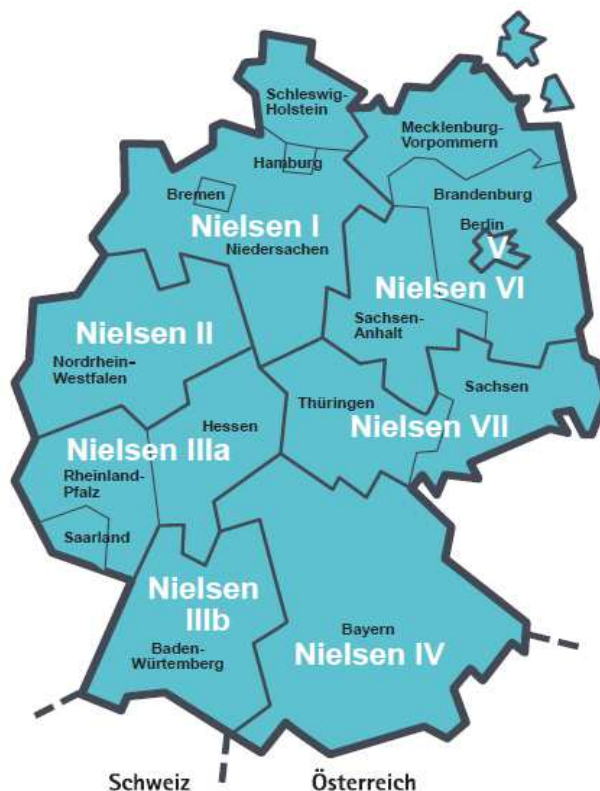 Schleswig-
Holstein
Mecklenburg-
Vorpommern
Hamburg
Bremen
Brandenburg
Berlin
Nielsen I
V
Niedersachen
Nielsen VI
Nielsen II
Sachsen-
Anhalt
Nordrhein-
Westfalen
Sachsen
Thüringen
Hessen
Nielsen VII
Nielsen IIIa
Rheinland-
Pfalz
Saarland
Nielsen
IIIb
Bayern
Baden-
Würtemberg
Nielsen IV
Schweiz
Österreich